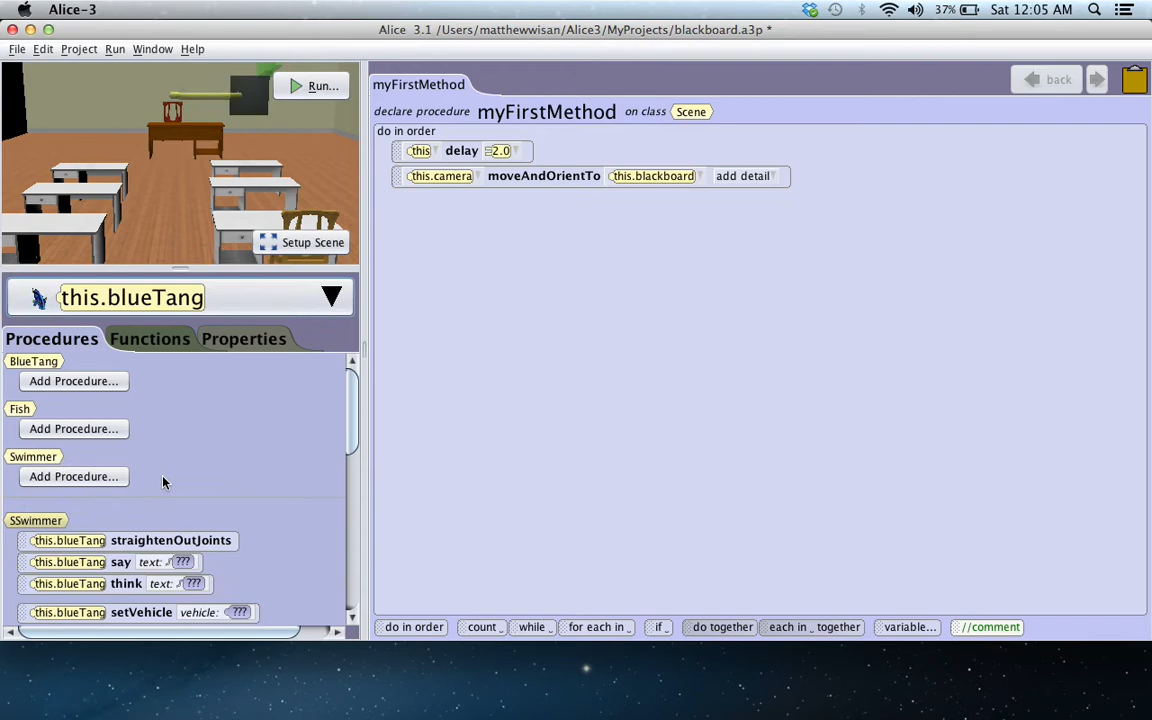 Alice-3 37% Sat 12:05 AM
Alice 3.1 /Users/matthewwisan/Alice3/MyProjects/blackboard.a3p *
File Edit Project Run Window Help
Run...
Setup Scene
this.blueTang
Procedures Functions Properties
BlueTang
Add Procedure...
Fish
Add Procedure...
Swimmer
Add Procedure...
SSwimmer
this.blueTang straightenOutJoints
this.blueTang say text: ???
this.blueTang think text: ???
this.blueTang setVehicle vehicle: ???
myFirstMethod
back
declare procedure myFirstMethod on class Scene
do in order
this delay 2.0
this.camera moveAndOrientTo this.blackboard add detail
do in order count while for each in if do together each in together variable... //comment